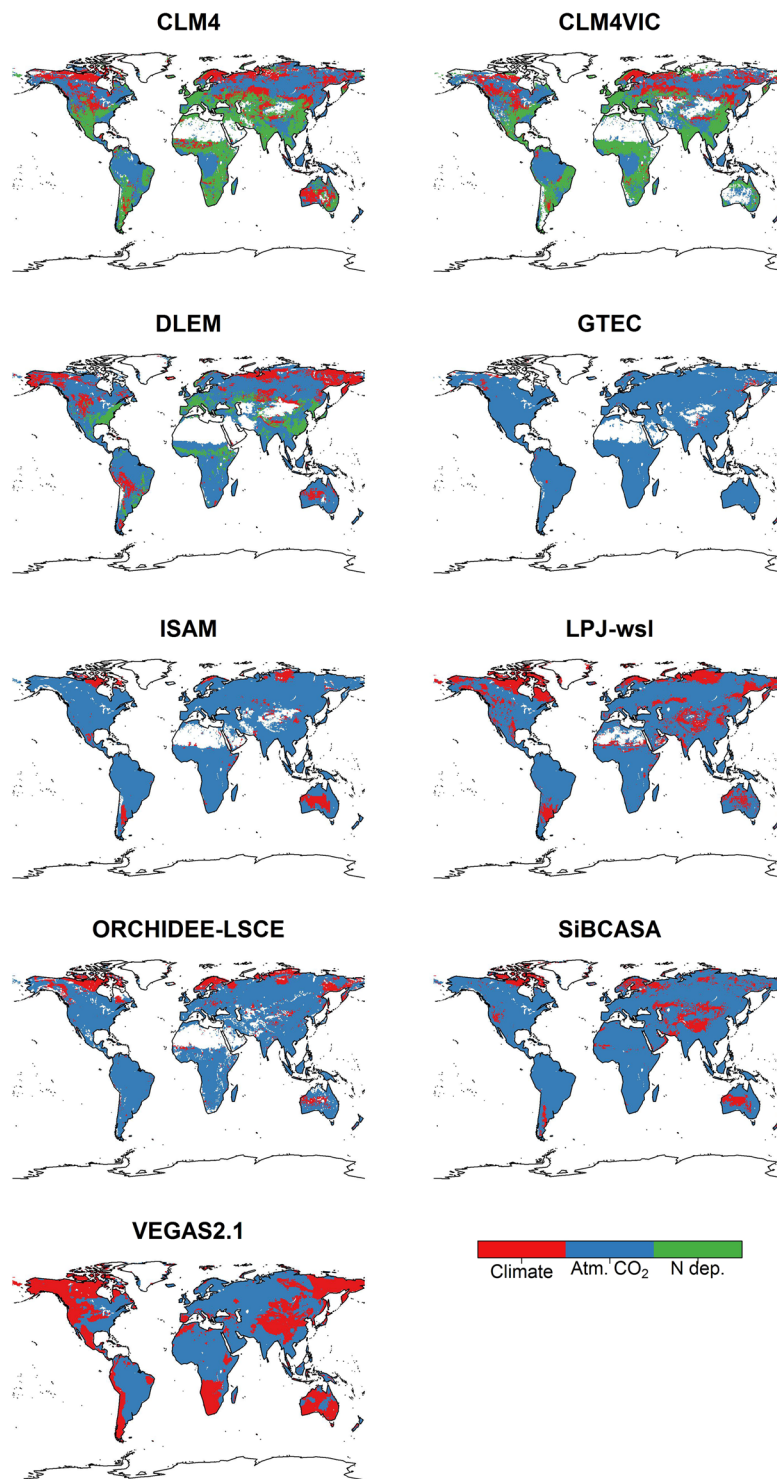 CLM4
CLM4VIC
DLEM
GTEC
ISAM
LPJ-wsl
ORCHIDEE-LSCE
SiBCASA
VEGAS2.1
Climate Atm. CO₂ N dep.